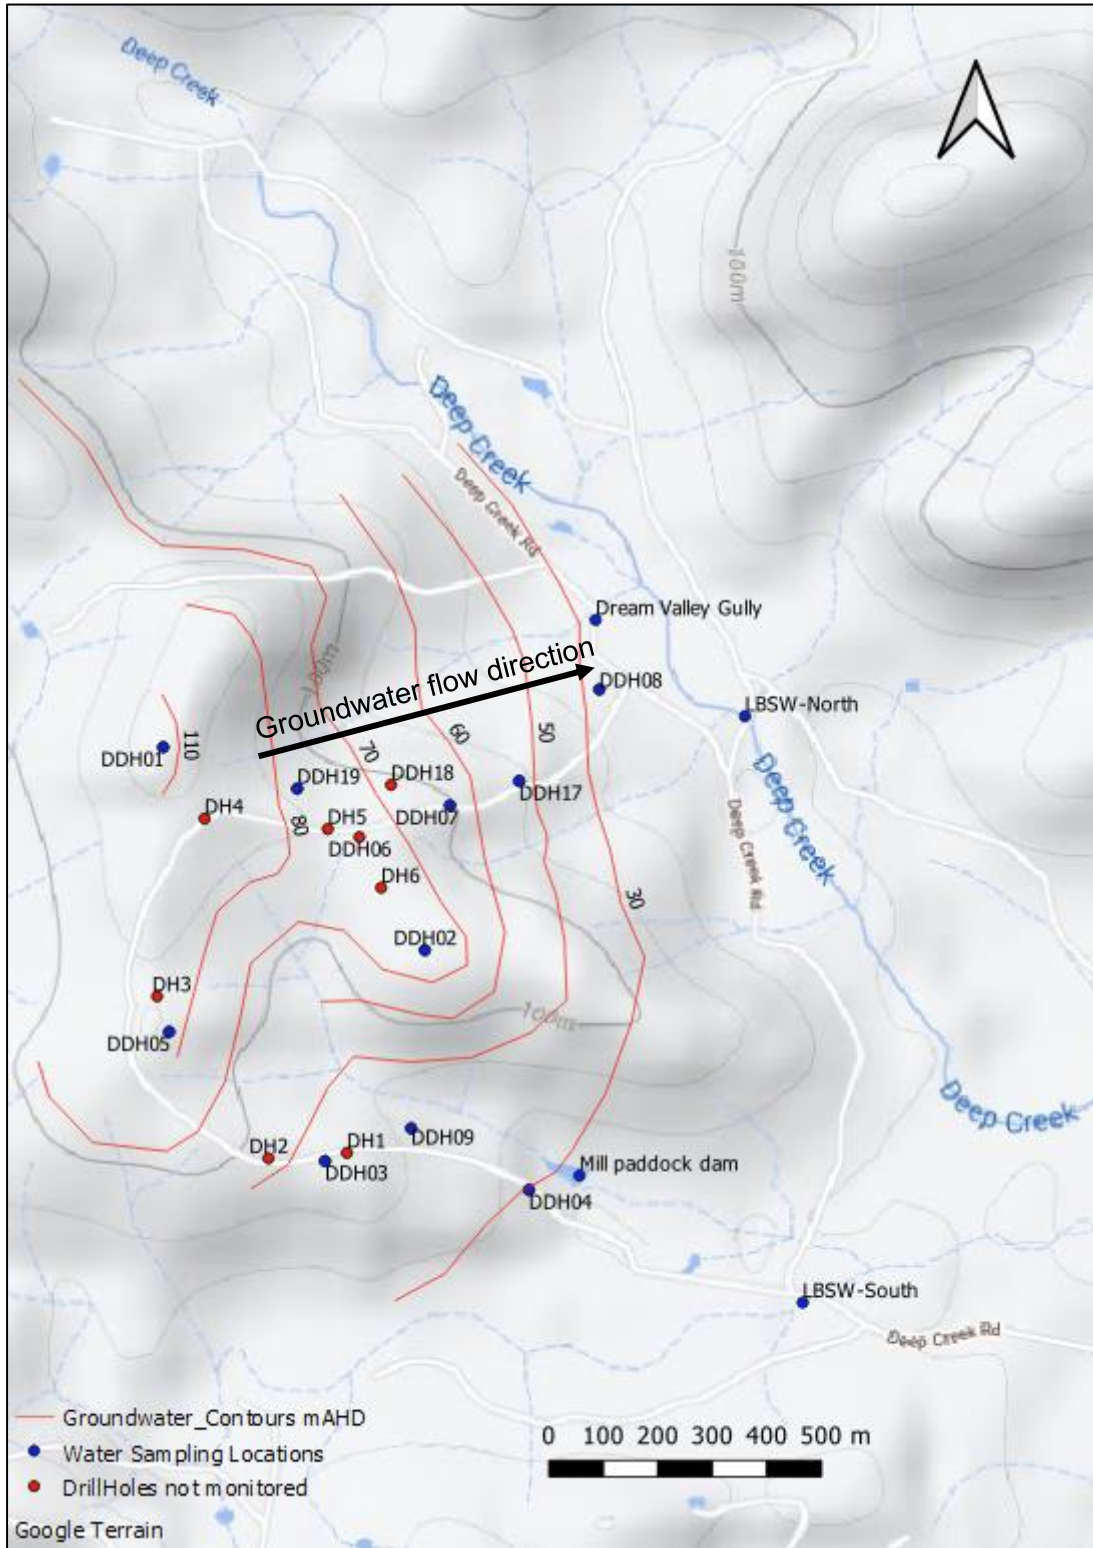 Deep Creek
100m
Deep Creek
Deep Creek Rd
Dream Valley Gully
100m
Groundwater flow direction
DDH08
LBSW-North
DDH01
110
70
60
50
DDH19
DDH18
DDH17
DH4
80
DH5
DDH07
DDH06
Deep Creek
Deep Creek Rd
DH6
30
DDH02
DH3
100m
DDH05
Deep Creek
DDH09
DH2
DH1
DDH03
Mill paddock dam
DDH04
LBSW-South
Deep Creek Rd
Groundwater_Contours mAHD
Water Sampling Locations
DrillHoles not monitored
0 100 200 300 400 500 m
Google Terrain